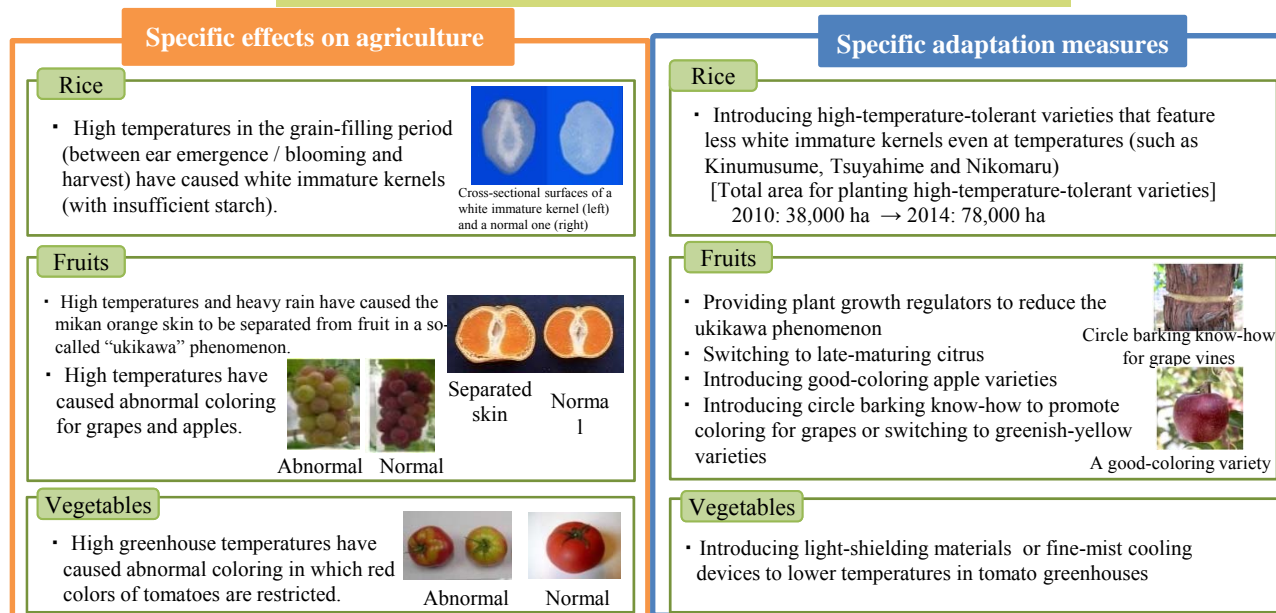 Specific effects on agriculture
Rice
・ High temperatures in the grain-filling period
(between ear emergence / blooming and
harvest) have caused white immature kernels
(with insufficient starch).
Cross-sectional surfaces of a
white immature kernel (left)
and a normal one (right)
Fruits
・ High temperatures and heavy rain have caused the
mikan orange skin to be separated from fruit in a so-
called “ukikawa” phenomenon.
・ High temperatures have
caused abnormal coloring
for grapes and apples.
Abnormal
Normal
Separated
skin
Norma
l
Vegetables
・ High greenhouse temperatures have
caused abnormal coloring in which red
colors of tomatoes are restricted.
Abnormal
Normal
Specific adaptation measures
Rice
・ Introducing high-temperature-tolerant varieties that feature
less white immature kernels even at temperatures (such as
Kinumusume, Tsuyahime and Nikomaru)
[Total area for planting high-temperature-tolerant varieties]
2010: 38,000 ha → 2014: 78,000 ha
Fruits
・ Providing plant growth regulators to reduce the
ukikawa phenomenon
・ Switching to late-maturing citrus
・ Introducing good-coloring apple varieties
・ Introducing circle barking know-how to promote
coloring for grapes or switching to greenish-yellow
varieties
Circle barking know-how
for grape vines
A good-coloring variety
Vegetables
・ Introducing light-shielding materials or fine-mist cooling
devices to lower temperatures in tomato greenhouses